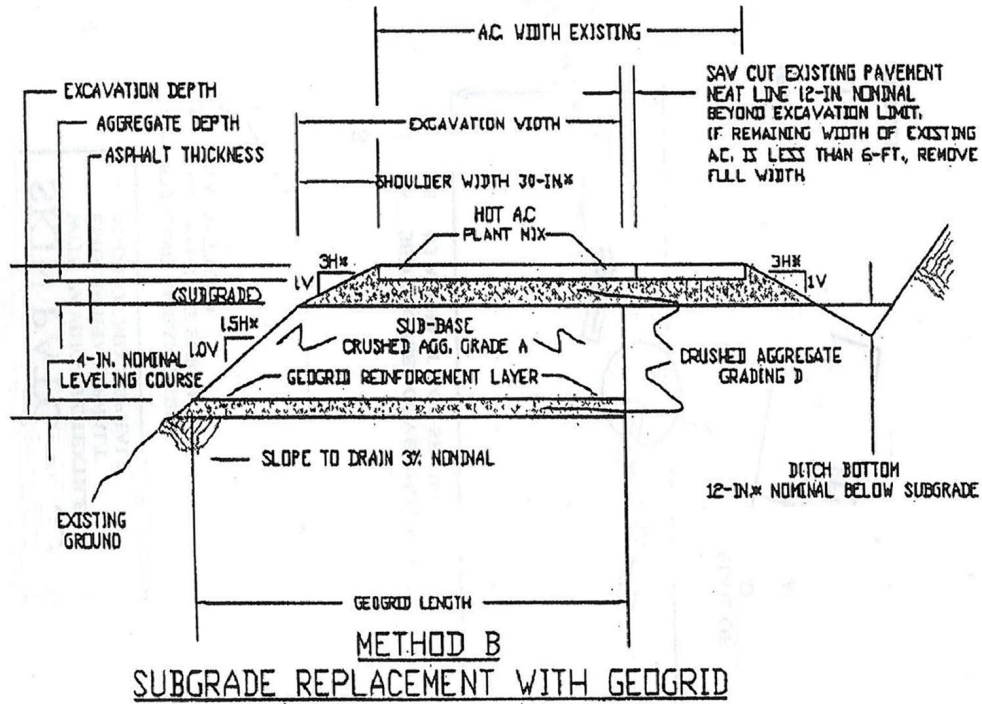 A.C. WIDTH EXISTING
EXCAVATION DEPTH
AGGREGATE DEPTH
ASPHALT THICKNESS
EXCAVATION WIDTH
SHOULDER WIDTH 30-IN*
SAW CUT EXISTING PAVEMENT
NEAT LINE 12-IN NOMINAL
BEYOND EXCAVATION LIMIT.
IF REMAINING WIDTH OF EXISTING
A.C. IS LESS THAN 6-FT., REMOVE
FULL WIDTH
HOT A.C
PLANT MIX
3H*
1V
3H*
1V
(SUBGRADE)
1.5H*
1.0V
SUB-BASE
CRUSHED AGG. GRADE A
4-IN. NOMINAL
LEVELING COURSE
GEOGRID REINFORCEMENT LAYER
CRUSHED AGGREGATE
GRADING D
SLOPE TO DRAIN 3% NOMINAL
DITCH BOTTOM
12-IN* NOMINAL BELOW SUBGRADE
EXISTING
GROUND
GEOGRID LENGTH
METHOD B
SUBGRADE REPLACEMENT WITH GEOGRID